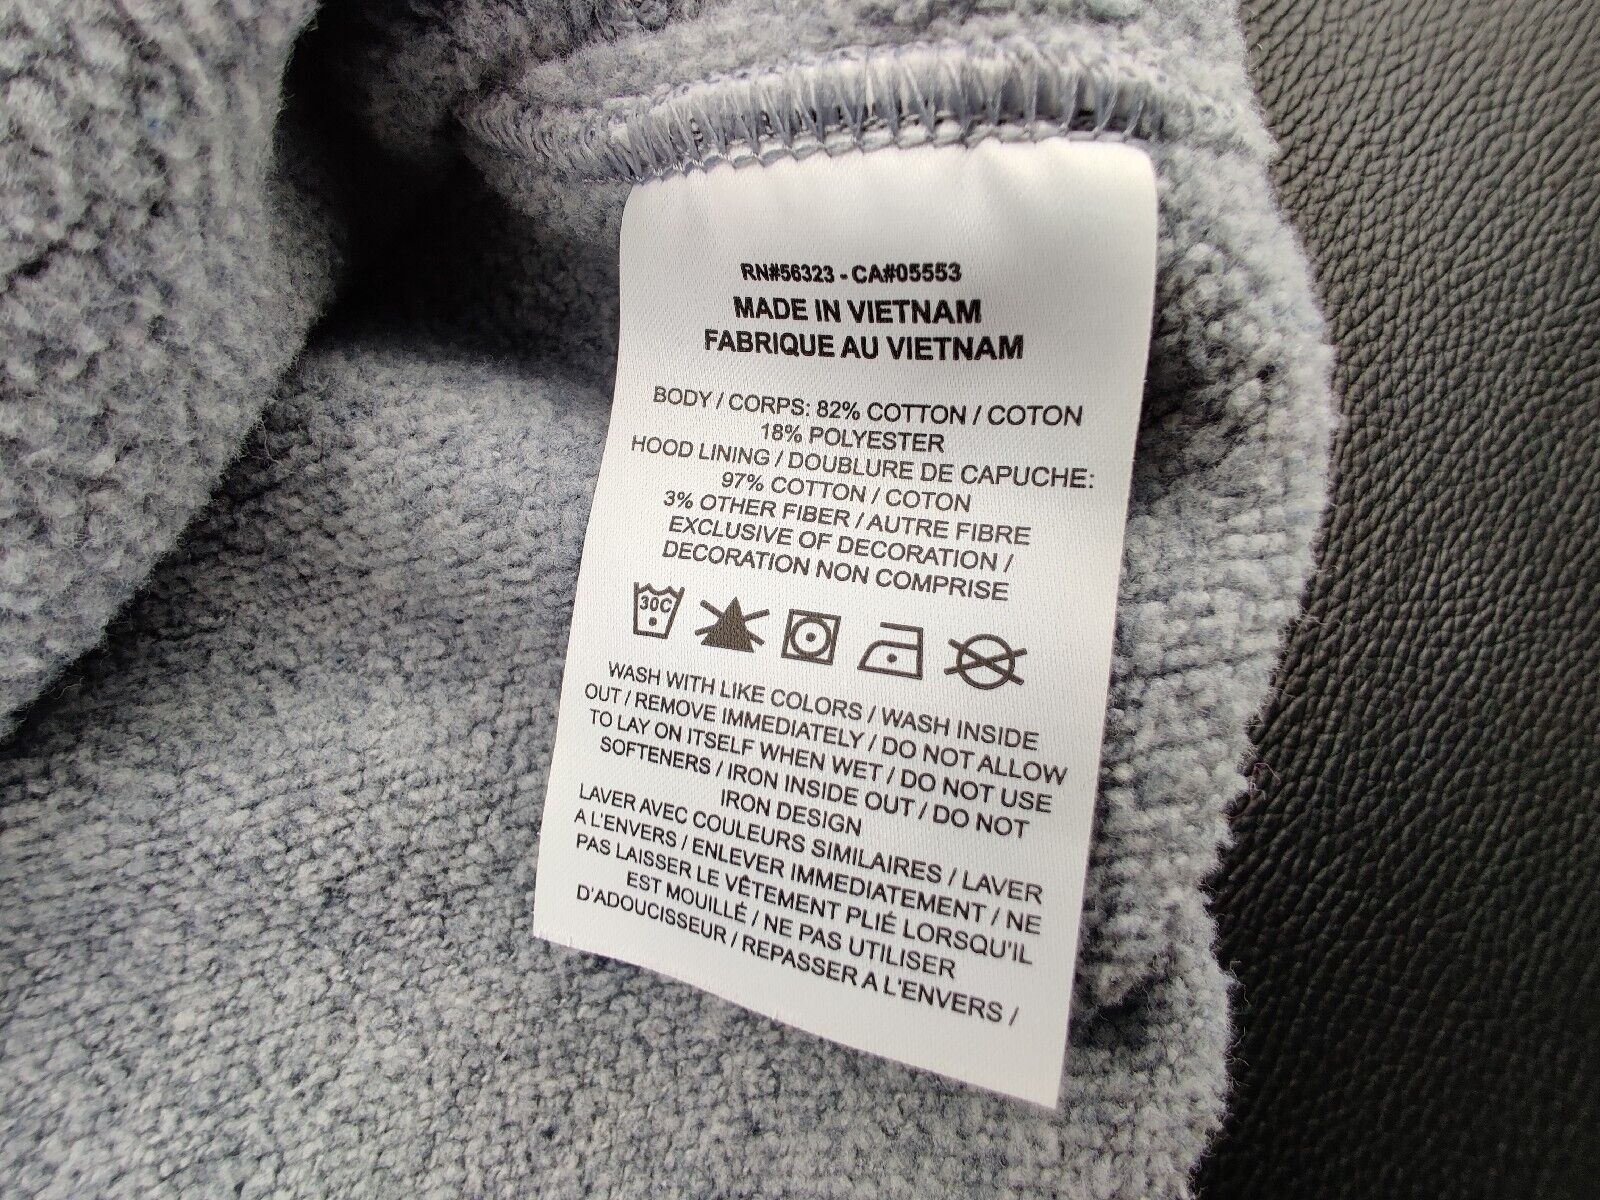 RN#56323 - CA#05553
MADE IN VIETNAM
FABRIQUE AU VIETNAM
BODY / CORPS: 82% COTTON / COTON
18% POLYESTER
HOOD LINING / DOUBLURE DE CAPUCHE:
97% COTTON / COTON
3% OTHER FIBER / AUTRE FIBRE
EXCLUSIVE OF DECORATION /
DECORATION NON COMPRISE
30C
WASH WITH LIKE COLORS / WASH INSIDE
OUT / REMOVE IMMEDIATELY / DO NOT ALLOW
TO LAY ON ITSELF WHEN WET / DO NOT USE
SOFTENERS / IRON INSIDE OUT / DO NOT
IRON DESIGN
LAVER AVEC COULEURS SIMILAIRES / LAVER
A L'ENVERS / ENLEVER IMMEDIATEMENT / NE
PAS LAISSER LE VÊTEMENT PLIÉ LORSQU'IL
EST MOUILLÉ / NE PAS UTILISER
D'ADOUCISSEUR / REPASSER A L'ENVERS /